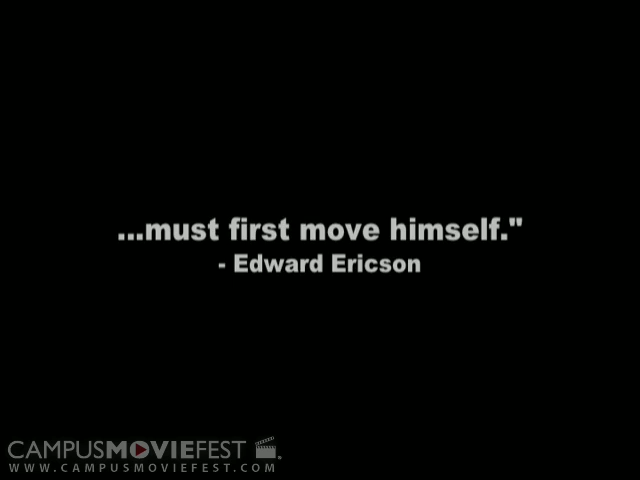 ...must first move himself."
- Edward Ericson
CAMPUSMOVIEFEST
WWW.CAMPUSMOVIEFEST.COM